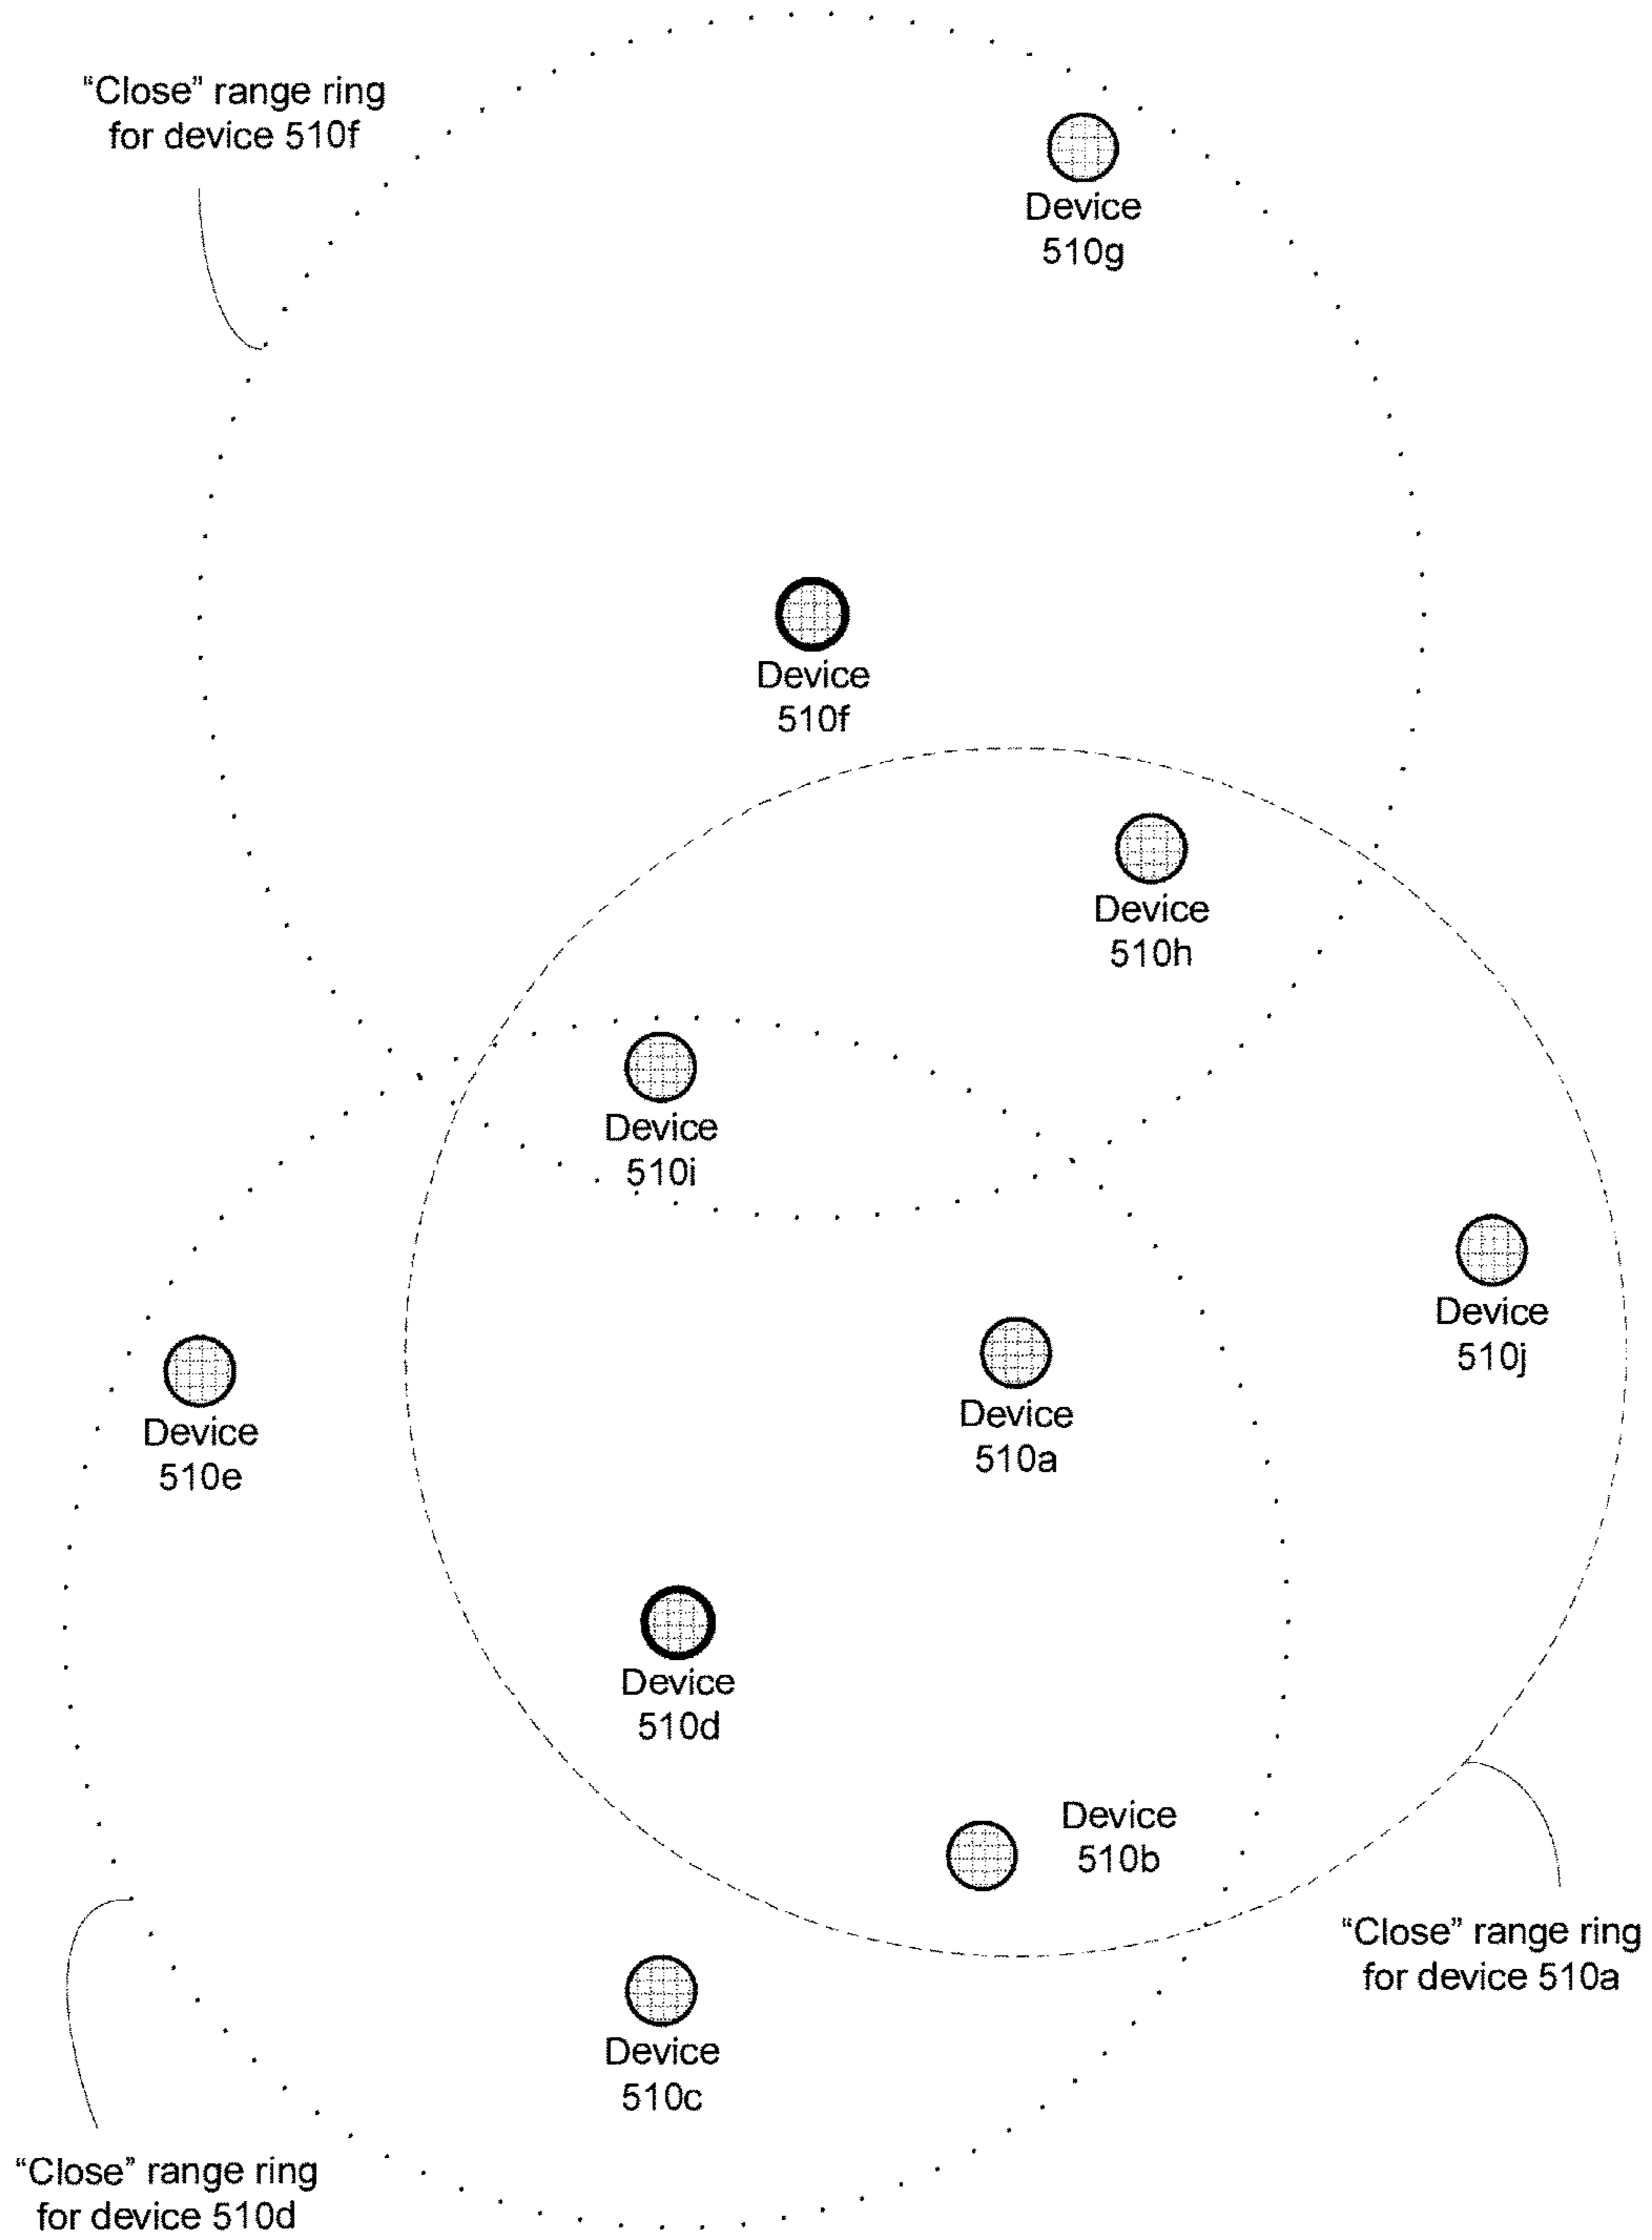 “Close” range ring
for device 510f
Device
510g
Device
510f
Device
510h
Device
510i
Device
510j
Device
510a
Device
510e
Device
510d
Device
510b
“Close” range ring
for device 510a
Device
510c
“Close” range ring
for device 510d